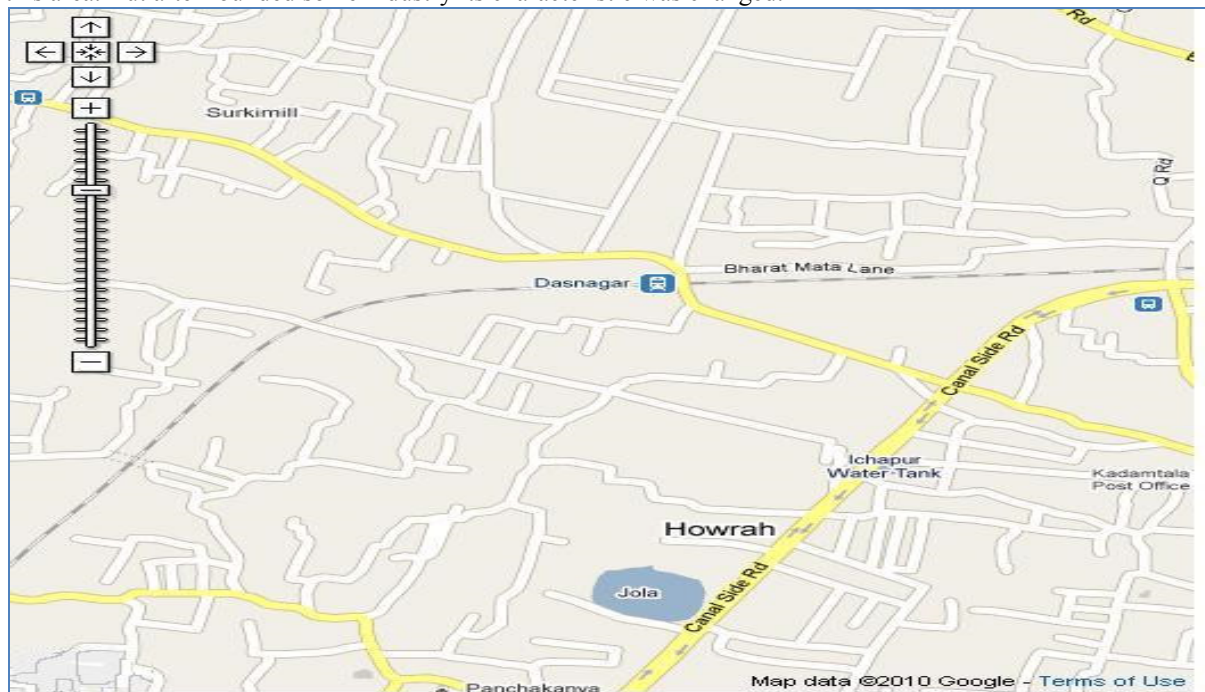 Rd
Surkimill
Q Rd
Bharat Mata Lane
Dasnagar
Canal Side Rd
Ichapur
Water-Tank
Kadamtala
Post Office
Howrah
Jola
Canal Side Rd
Panchakanya
Map data ©2010 Google - Terms of Use